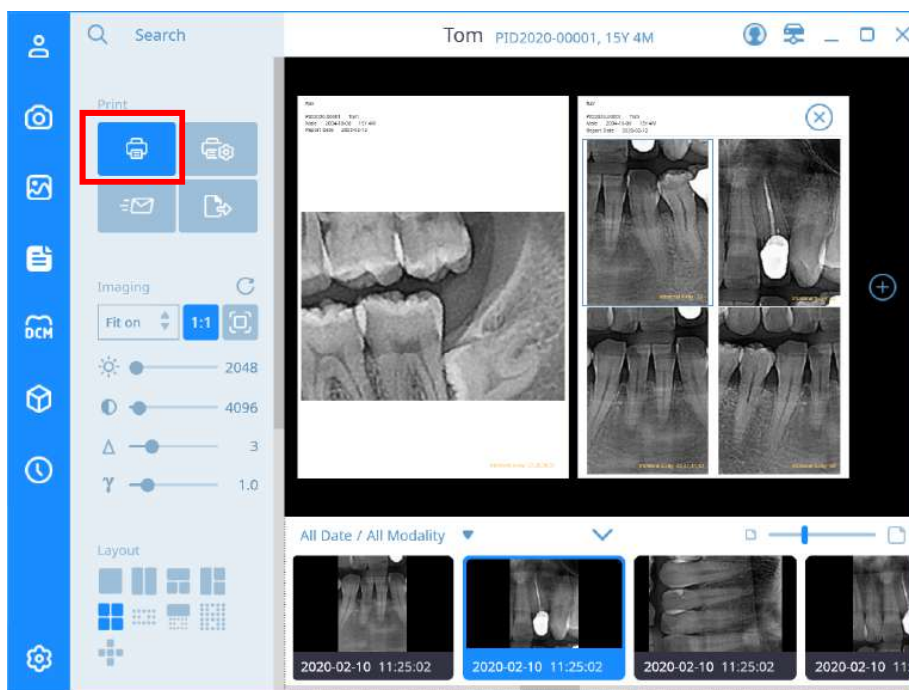 Search
Tom PID2020-00001, 15Y 4M
Print
Imaging
Fit on
1:1
2048
4096
3
γ 1.0
Layout
DCM
All Date / All Modality
2020-02-10 11:25:02
2020-02-10 11:25:02
2020-02-10 11:25:02
2020-02-10 11: